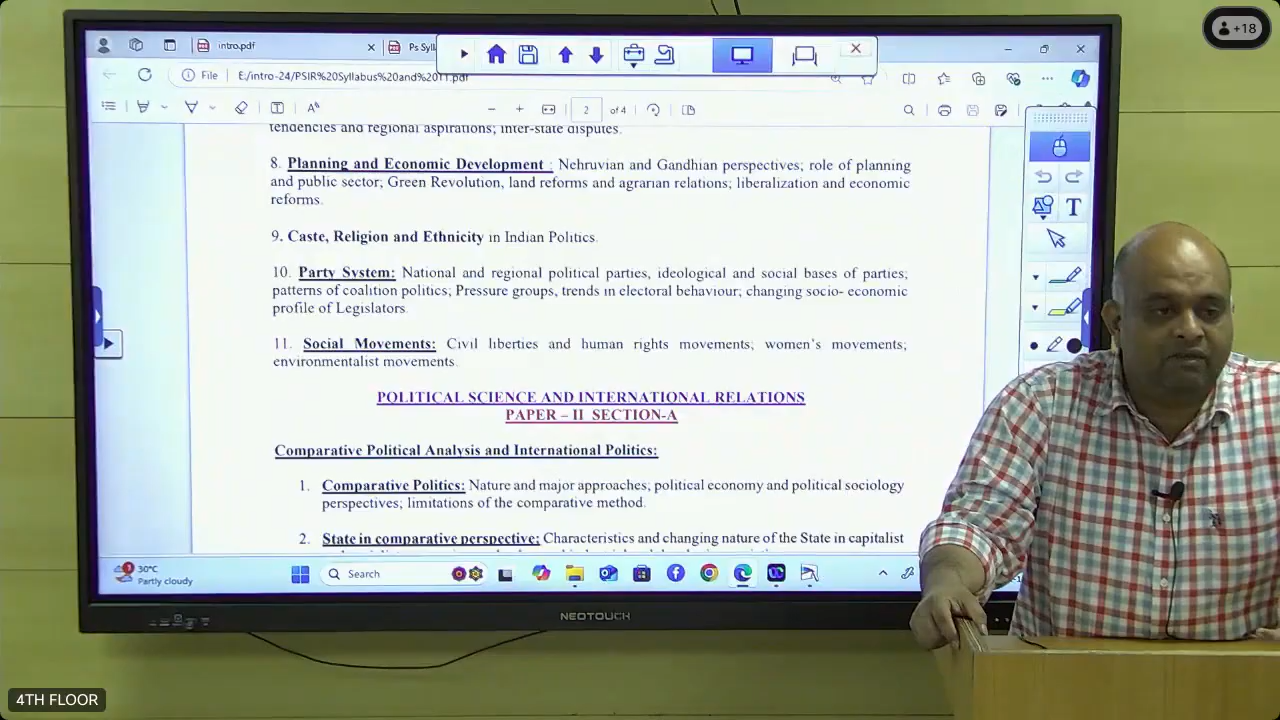 +18
intro.pdf
Ps Syll
File
E:/intro-24/PSIR%20Syllabus%20and%20
2
of 4
tendencies and regional aspirations; inter-state disputes.
8. Planning and Economic Development : Nehruvian and Gandhian perspectives; role of planning
and public sector; Green Revolution, land reforms and agrarian relations; liberalization and economic
reforms.
9. Caste, Religion and Ethnicity in Indian Politics.
10. Party System: National and regional political parties, ideological and social bases of parties;
patterns of coalition politics; Pressure groups, trends in electoral behaviour; changing socio- economic
profile of Legislators.
11. Social Movements: Civil liberties and human rights movements; women's movements;
environmentalist movements.
POLITICAL SCIENCE AND INTERNATIONAL RELATIONS
PAPER – II SECTION-A
Comparative Political Analysis and International Politics:
1. Comparative Politics: Nature and major approaches; political economy and political sociology
perspectives; limitations of the comparative method.
2. State in comparative perspective: Characteristics and changing nature of the State in capitalist
1
30°C
Partly cloudy
Search
NEOTOUCH
4TH FLOOR